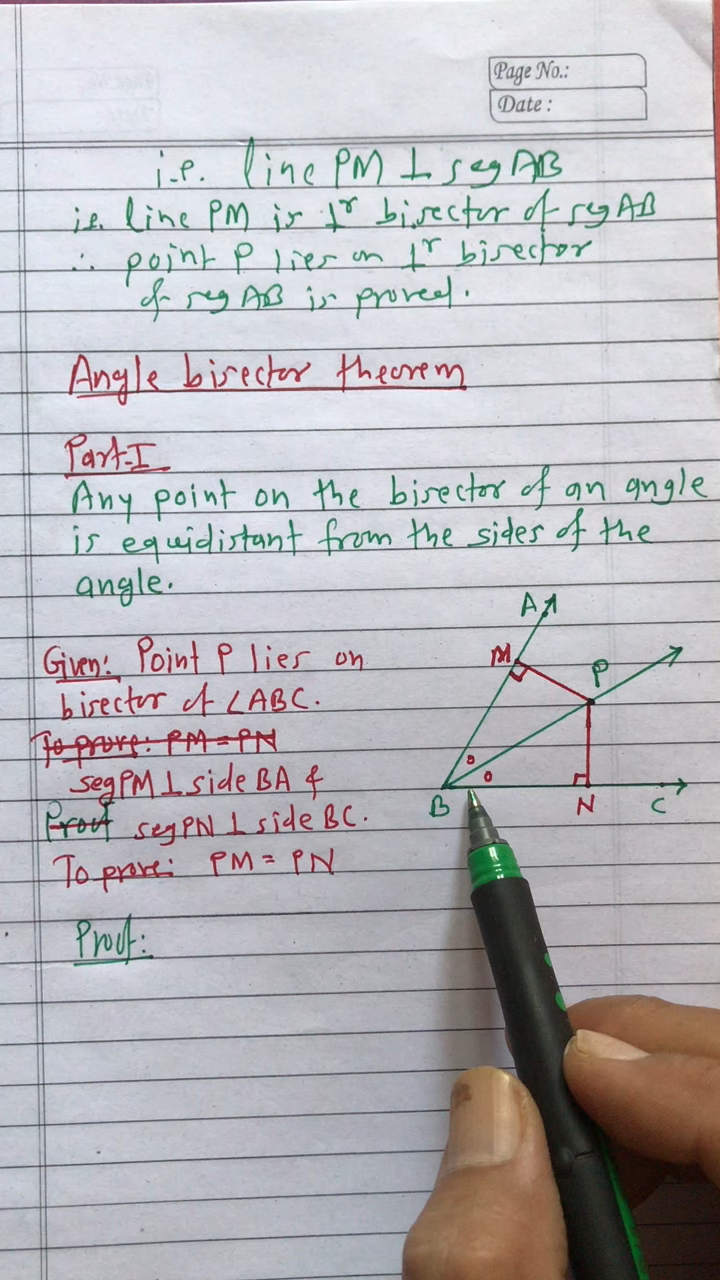 Page No.:
Date :
i.e. line PM ⊥ seg AB
i.e. line PM is ⊥r bisector of seg AB
∴ point P lies on ⊥r bisector
of seg AB is proved.
Angle bisector theorem
Part-I
Any point on the bisector of an angle
is equidistant from the sides of the
angle.
Given: Point P lies on
bisector of ∠ABC.
To prove: PM = PN
seg PM ⊥ side BA &
Proof seg PN ⊥ side BC.
To prove: PM = PN
Proof:
A
M
P
B
N
C